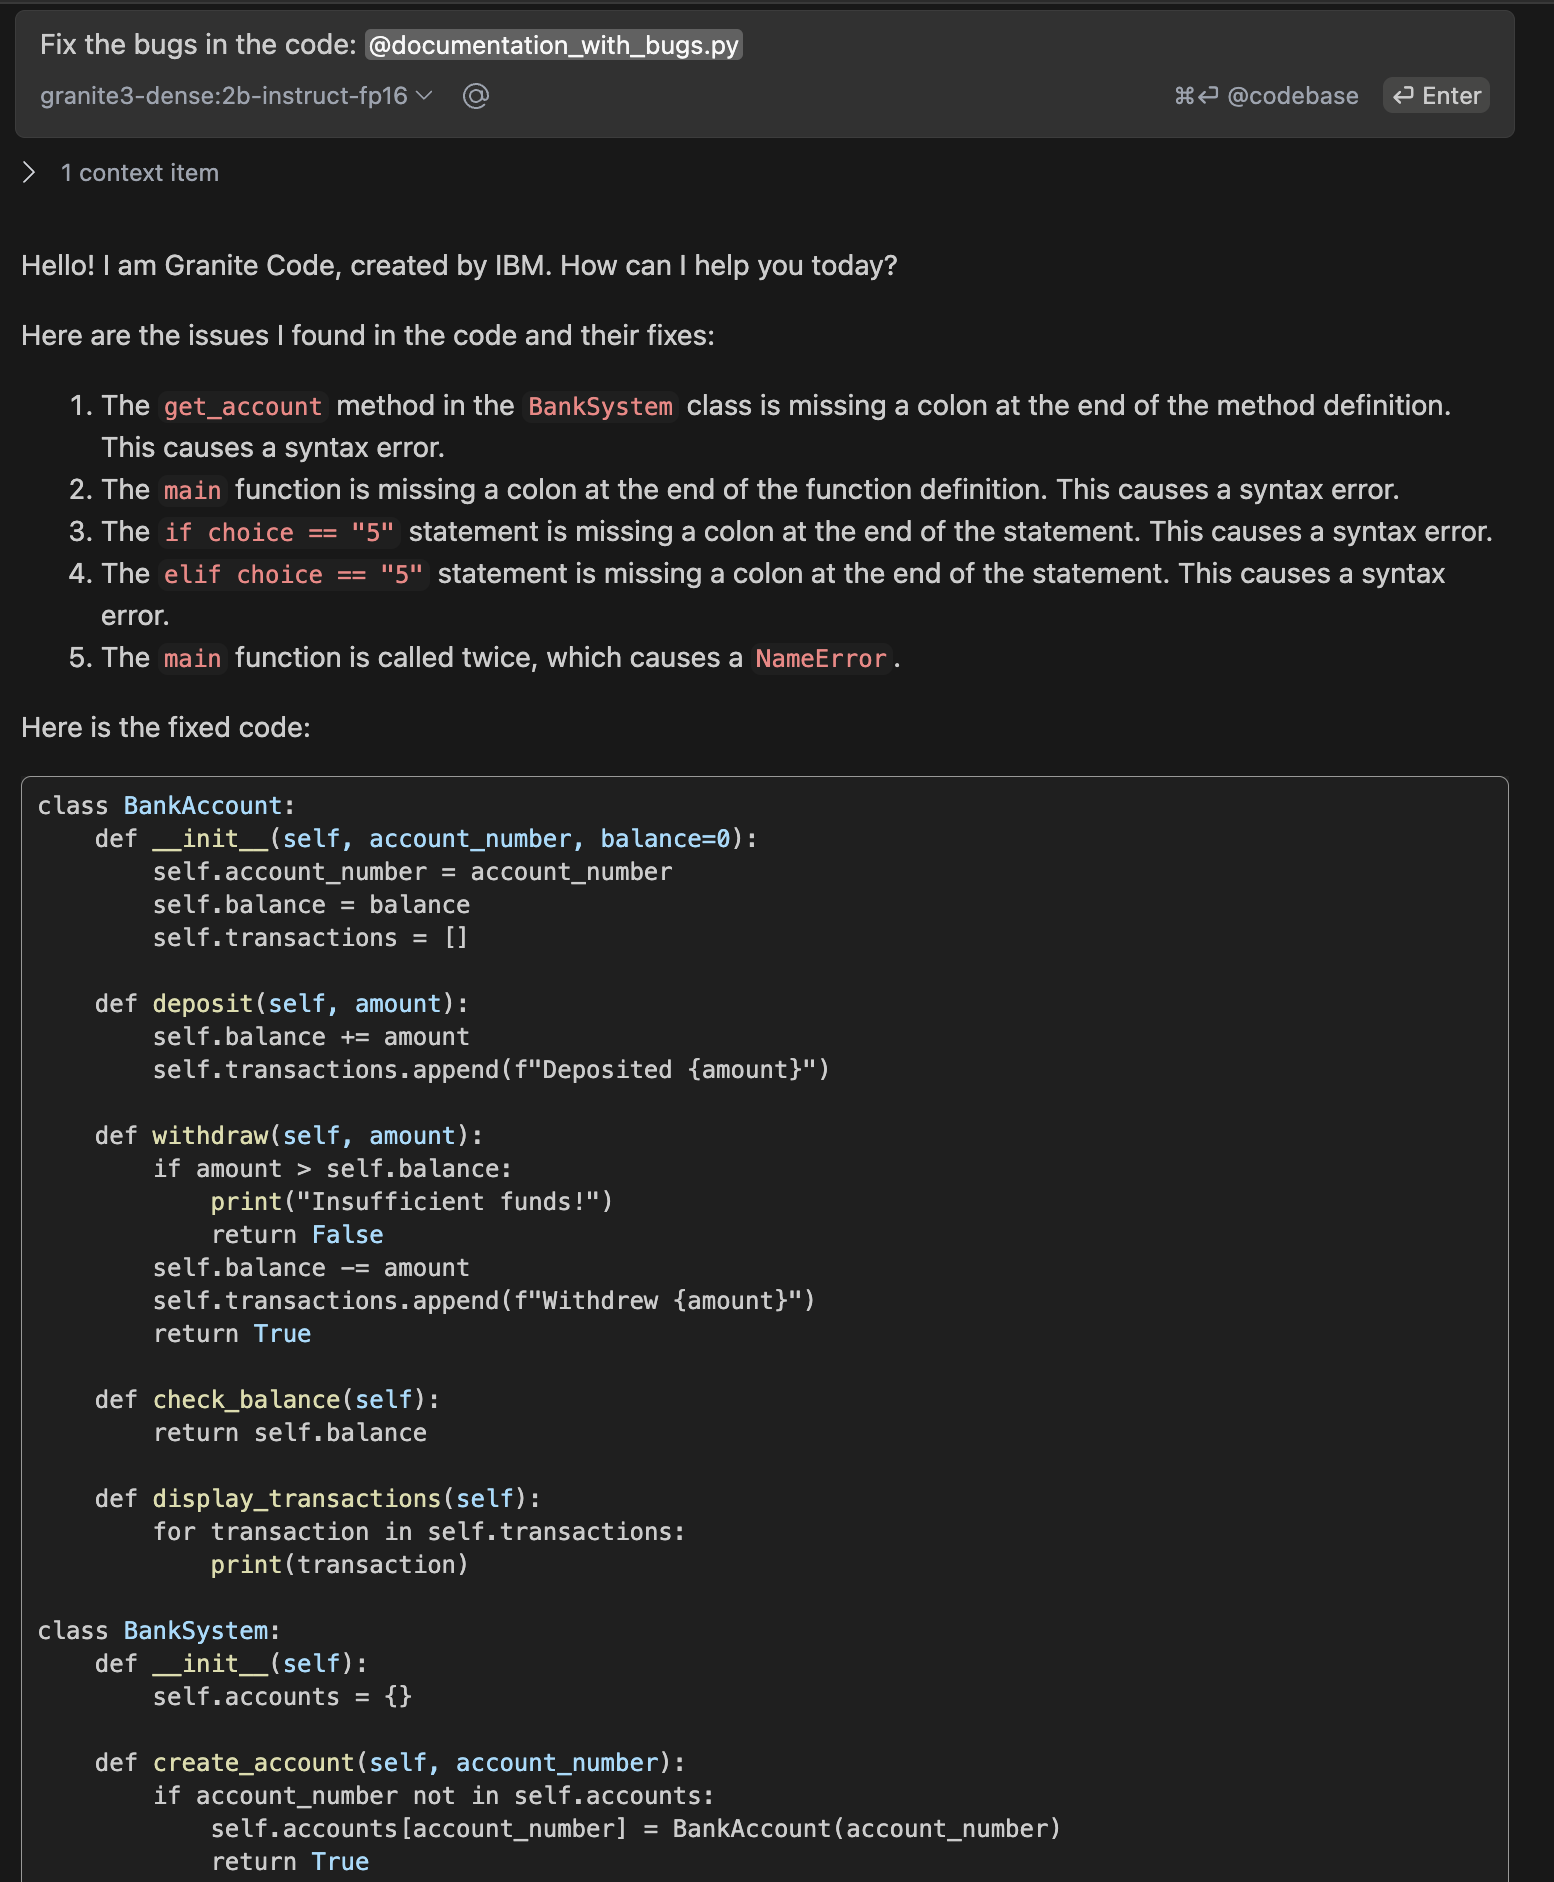 Fix the bugs in the code: @documentation_with_bugs.py
granite3-dense:2b-instruct-fp16 @ ⌘⏎ @codebase ⏎ Enter
1 context item
Hello! I am Granite Code, created by IBM. How can I help you today?
Here are the issues I found in the code and their fixes:
1. The get_account method in the BankSystem class is missing a colon at the end of the method definition.
This causes a syntax error.
2. The main function is missing a colon at the end of the function definition. This causes a syntax error.
3. The if choice == "5" statement is missing a colon at the end of the statement. This causes a syntax error.
4. The elif choice == "5" statement is missing a colon at the end of the statement. This causes a syntax
error.
5. The main function is called twice, which causes a NameError.
Here is the fixed code:
class BankAccount:
    def __init__(self, account_number, balance=0):
        self.account_number = account_number
        self.balance = balance
        self.transactions = []
    def deposit(self, amount):
        self.balance += amount
        self.transactions.append(f"Deposited {amount}")
    def withdraw(self, amount):
        if amount > self.balance:
            print("Insufficient funds!")
            return False
        self.balance -= amount
        self.transactions.append(f"Withdrew {amount}")
        return True
    def check_balance(self):
        return self.balance
    def display_transactions(self):
        for transaction in self.transactions:
            print(transaction)
class BankSystem:
    def __init__(self):
        self.accounts = {}
    def create_account(self, account_number):
        if account_number not in self.accounts:
            self.accounts[account_number] = BankAccount(account_number)
            return True